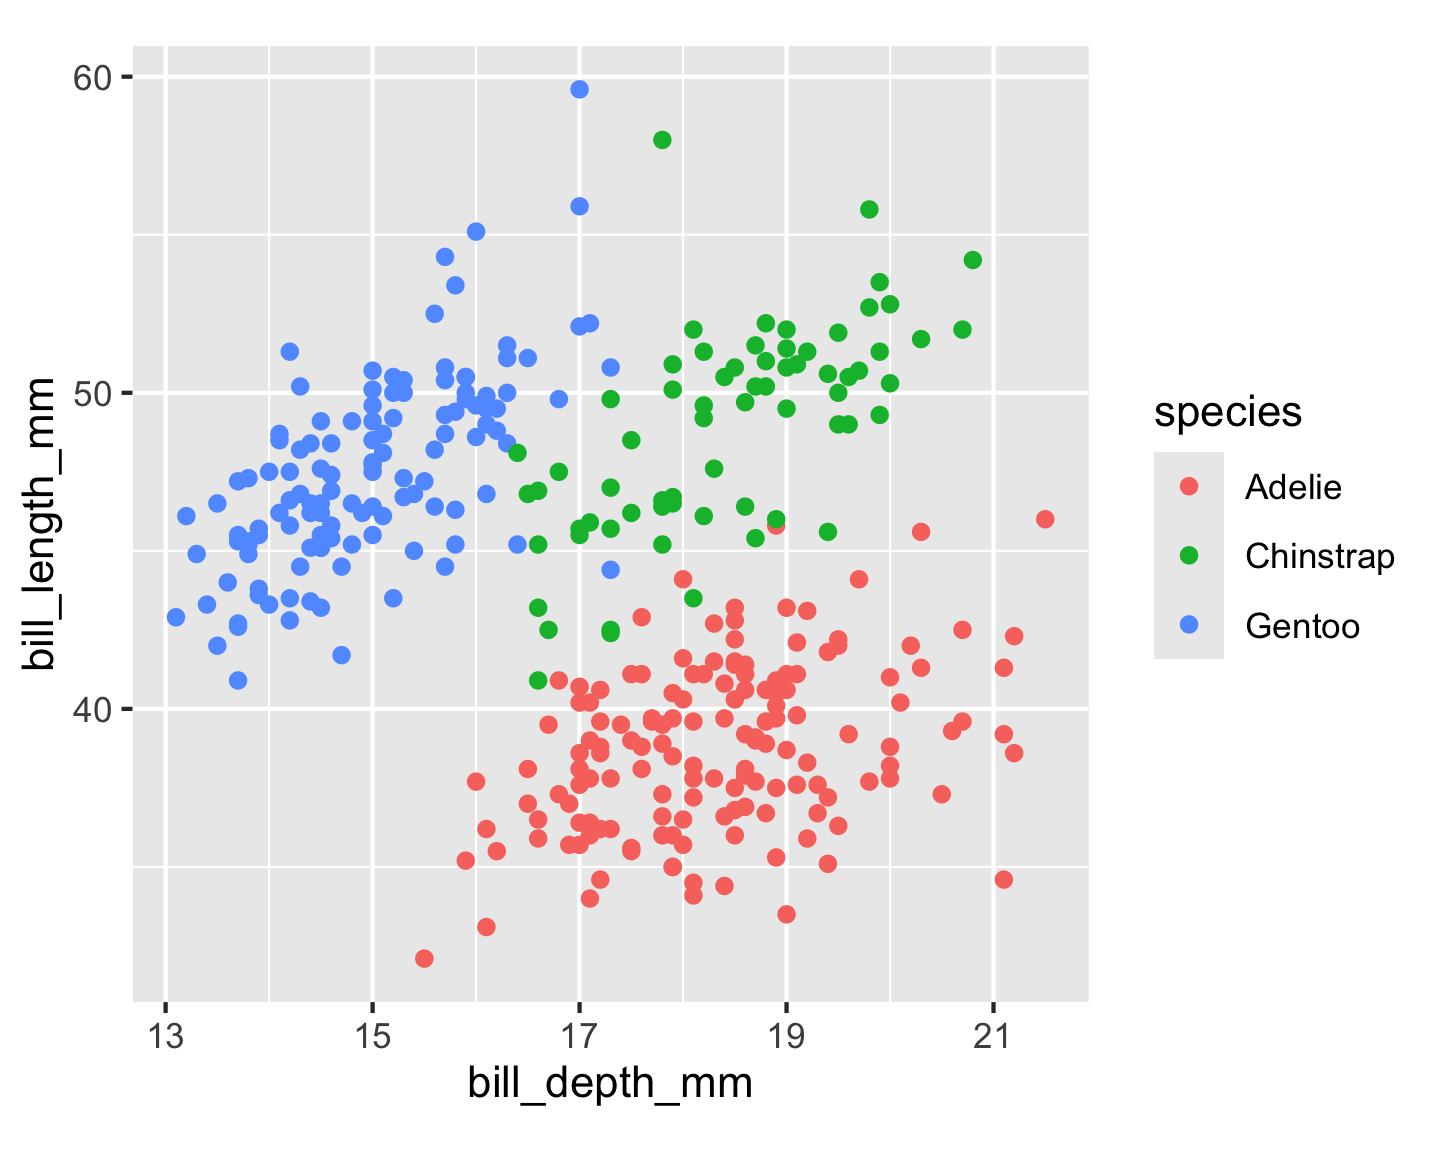 60
50
40
bill_length_mm
13 15 17 19 21
bill_depth_mm
species
Adelie
Chinstrap
Gentoo